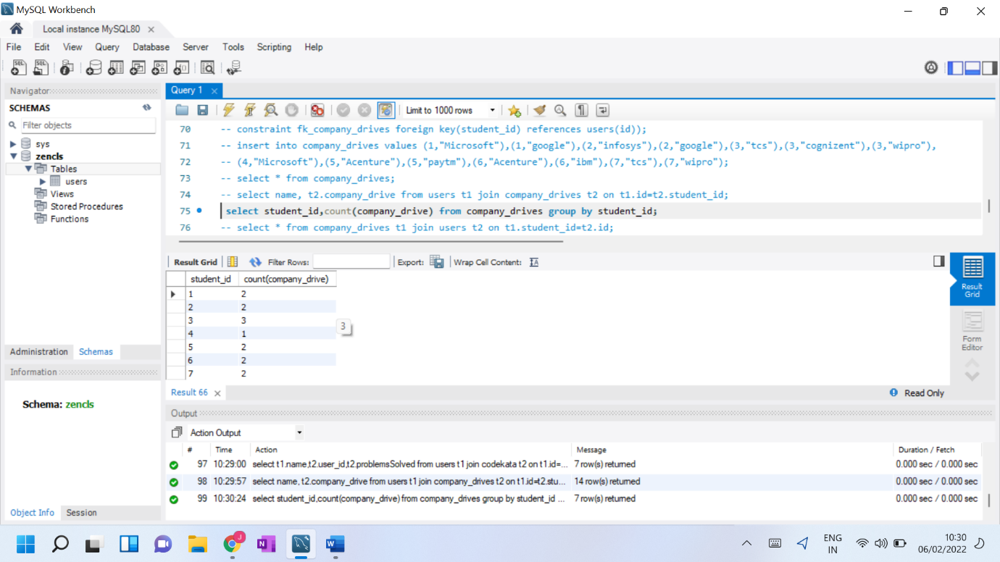 MySQL Workbench
Local instance MySQL80
File Edit View Query Database Server Tools Scripting Help
Navigator
SCHEMAS
Filter objects
sys
zencls
Tables
users
Views
Stored Procedures
Functions
Administration Schemas
Information
Schema: zencls
Object Info Session
Query 1
Limit to 1000 rows
70 -- constraint fk_company_drives foreign key(student_id) references users(id));
71 -- insert into company_drives values (1,"Microsoft"),(1,"google"),(2,"infosys"),(2,"google"),(3,"tcs"),(3,"cognizent"),(3,"wipro"),
72 -- (4,"Microsoft"),(5,"Acenture"),(5,"paytm"),(6,"Acenture"),(6,"ibm"),(7,"tcs"),(7,"wipro");
73 -- select * from company_drives;
74 -- select name, t2.company_drive from users t1 join company_drives t2 on t1.id=t2.student_id;
75 select student_id,count(company_drive) from company_drives group by student_id;
76 -- select * from company_drives t1 join users t2 on t1.student_id=t2.id;
Result Grid Filter Rows: Export: Wrap Cell Content:
student_id count(company_drive)
1 2
2 2
3 3
4 1
5 2
6 2
7 2
3
Result Grid
Form Editor
Result 66 Read Only
Output
Action Output
# Time Action Message Duration / Fetch
97 10:29:00 select t1.name,t2.user_id,t2.problemsSolved from users t1 join codekata t2 on t1.id=... 7 row(s) returned 0.000 sec / 0.000 sec
98 10:29:57 select name, t2.company_drive from users t1 join company_drives t2 on t1.id=t2.stu... 14 row(s) returned 0.000 sec / 0.000 sec
99 10:30:24 select student_id,count(company_drive) from company_drives group by student_id ... 7 row(s) returned 0.000 sec / 0.000 sec
ENG
IN
10:30
06/02/2022